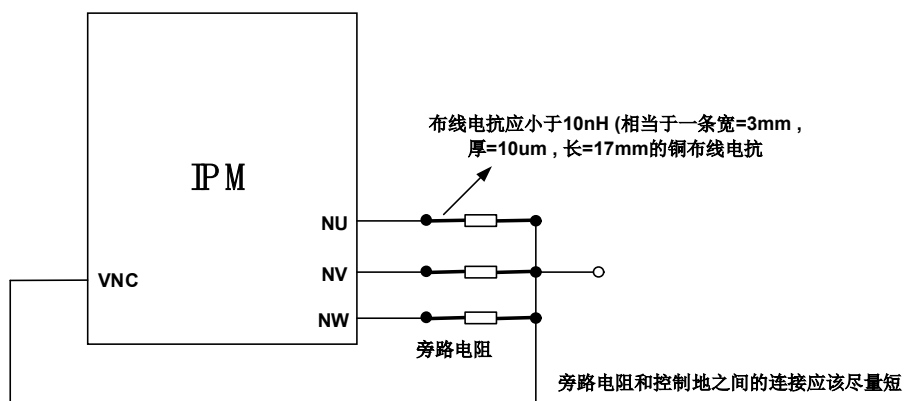 布线电抗应小于10nH (相当于一条宽=3mm ,
厚=10um , 长=17mm的铜布线电抗
IPM
NU
VNC
NV
NW
旁路电阻
旁路电阻和控制地之间的连接应该尽量短